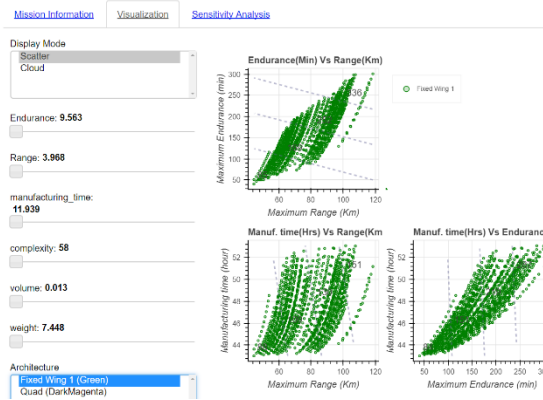 Mission Information
Visualization
Sensitivity Analysis
Display Mode
Scatter
Cloud
Endurance: 9.563
Range: 3.968
manufacturing_time:
11.939
complexity: 58
volume: 0.013
weight: 7.448
Architecture
Fixed Wing 1 (Green)
Quad (DarkMagenta)
Endurance(Min) Vs Range(Km)
Maximum Endurance (min)
300
250
200
150
100
50
60
80
100
120
Maximum Range (Km)
Fixed Wing 1
Manuf. time(Hrs) Vs Range(Km
Manufacturing time (hour)
52
50
48
46
44
60
80
100
120
Maximum Range (Km)
Manuf. time(Hrs) Vs Enduranc
Manufacturing time (hour)
52
50
48
46
44
50
100
150
200
250
Maximum Endurance (min)